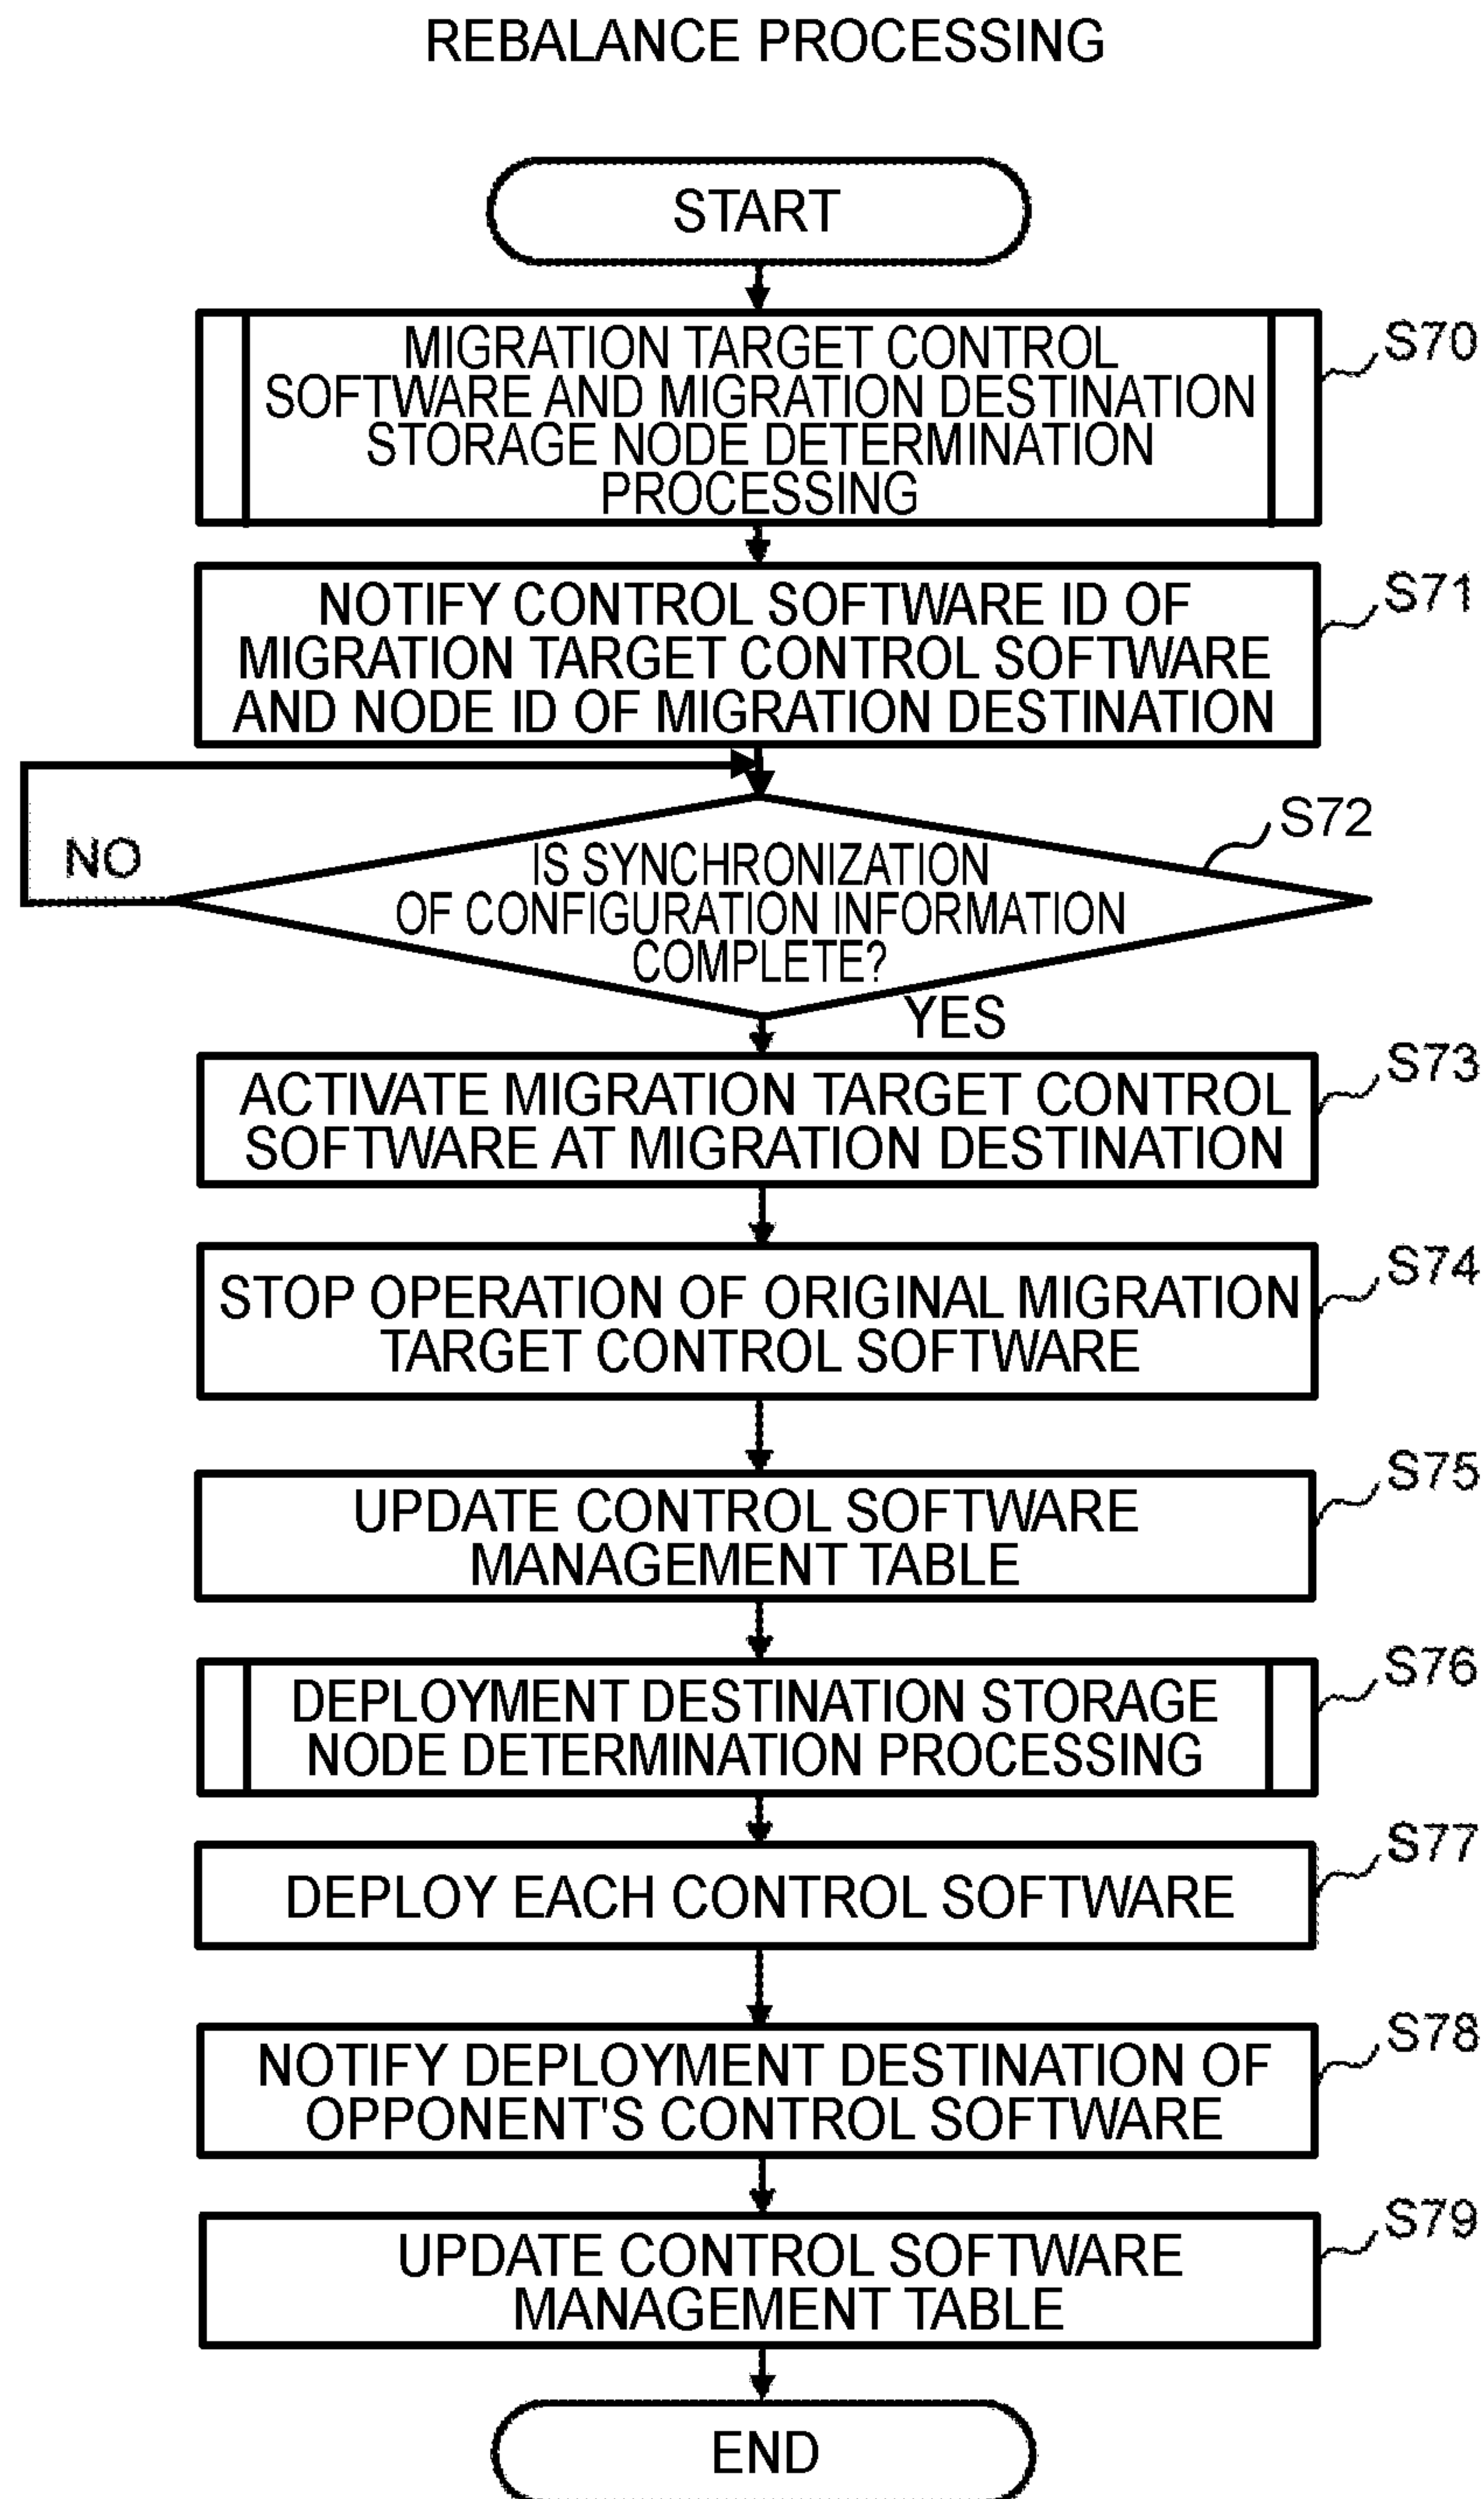 REBALANCE PROCESSING
START
MIGRATION TARGET CONTROL
SOFTWARE AND MIGRATION DESTINATION
STORAGE NODE DETERMINATION
PROCESSING
S70
NOTIFY CONTROL SOFTWARE ID OF
MIGRATION TARGET CONTROL SOFTWARE
AND NODE ID OF MIGRATION DESTINATION
S71
S72
NO
IS SYNCHRONIZATION
OF CONFIGURATION INFORMATION
COMPLETE?
YES
ACTIVATE MIGRATION TARGET CONTROL
SOFTWARE AT MIGRATION DESTINATION
S73
STOP OPERATION OF ORIGINAL MIGRATION
TARGET CONTROL SOFTWARE
S74
UPDATE CONTROL SOFTWARE
MANAGEMENT TABLE
S75
DEPLOYMENT DESTINATION STORAGE
NODE DETERMINATION PROCESSING
S76
DEPLOY EACH CONTROL SOFTWARE
S77
NOTIFY DEPLOYMENT DESTINATION OF
OPPONENT'S CONTROL SOFTWARE
S78
UPDATE CONTROL SOFTWARE
MANAGEMENT TABLE
S79
END